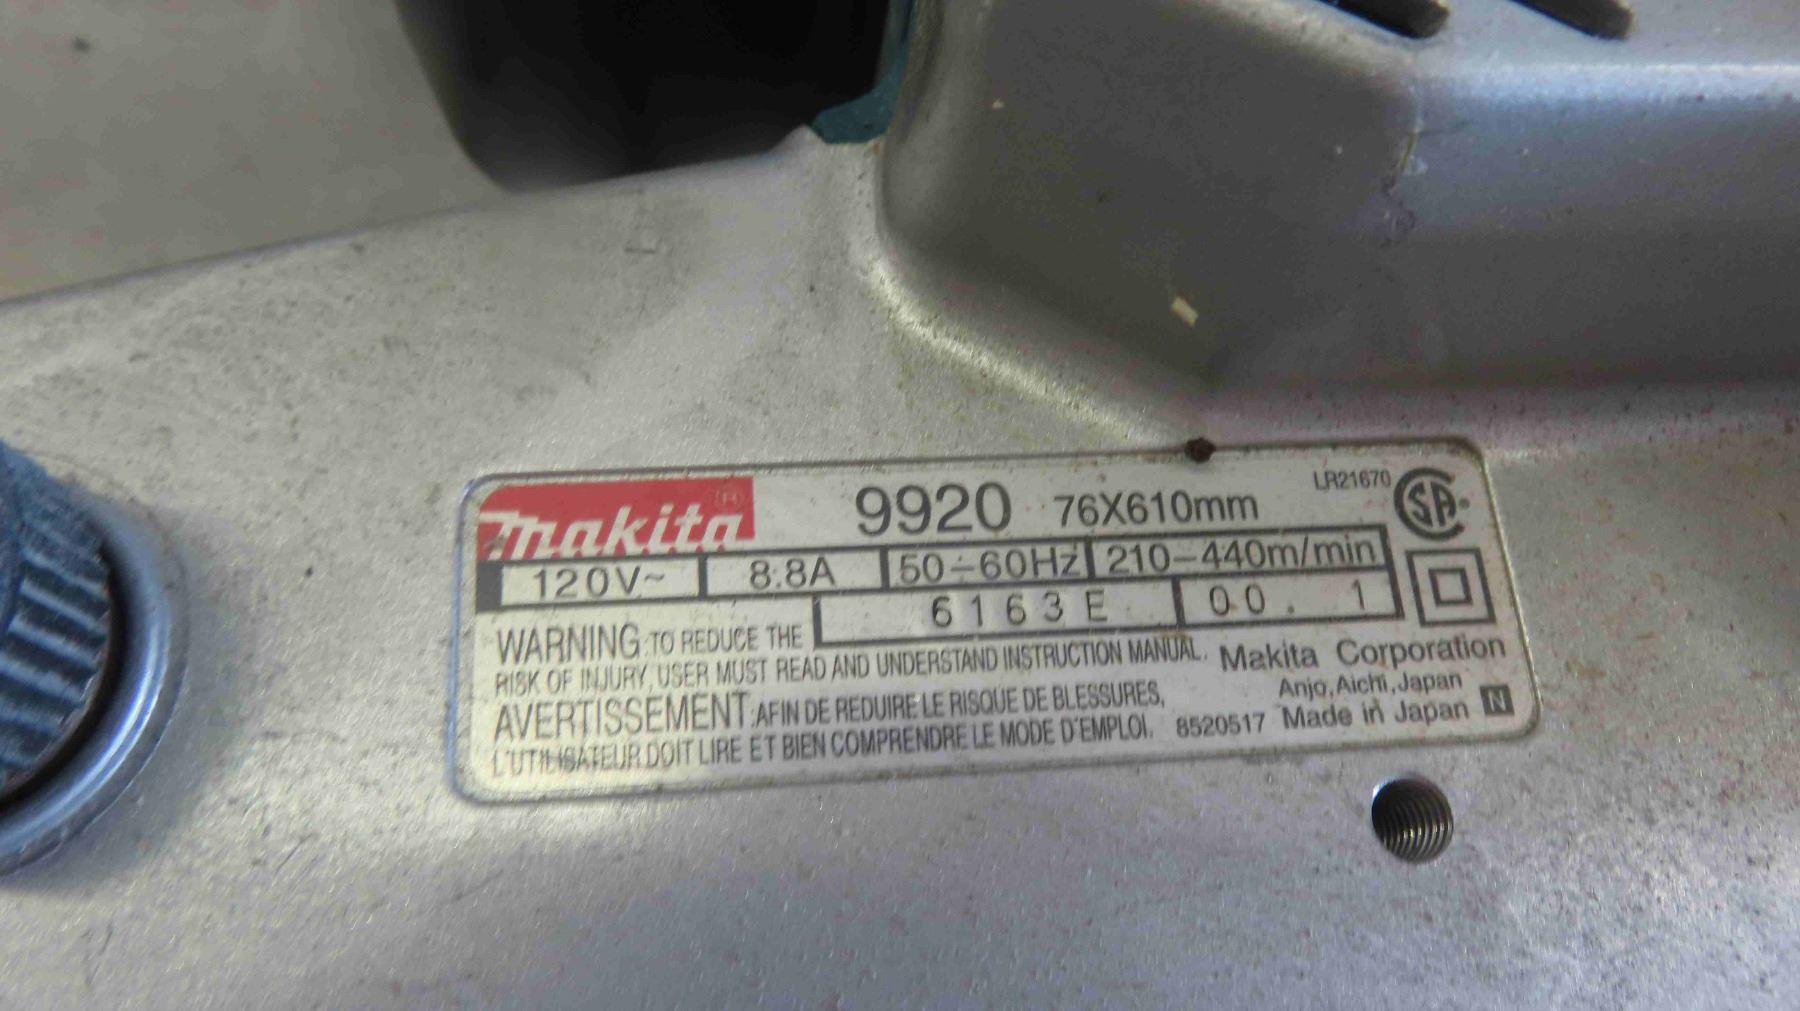 makita® 9920 76X610mm LR21670 SA
120V~ 8.8A 50÷60Hz 210-440m/min
6163E 00. 1
WARNING: TO REDUCE THE
RISK OF INJURY, USER MUST READ AND UNDERSTAND INSTRUCTION MANUAL.
AVERTISSEMENT: AFIN DE REDUIRE LE RISQUE DE BLESSURES,
L'UTILISATEUR DOIT LIRE ET BIEN COMPRENDRE LE MODE D'EMPLOI. 8520517
Makita Corporation
Anjo, Aichi, Japan
Made in Japan N